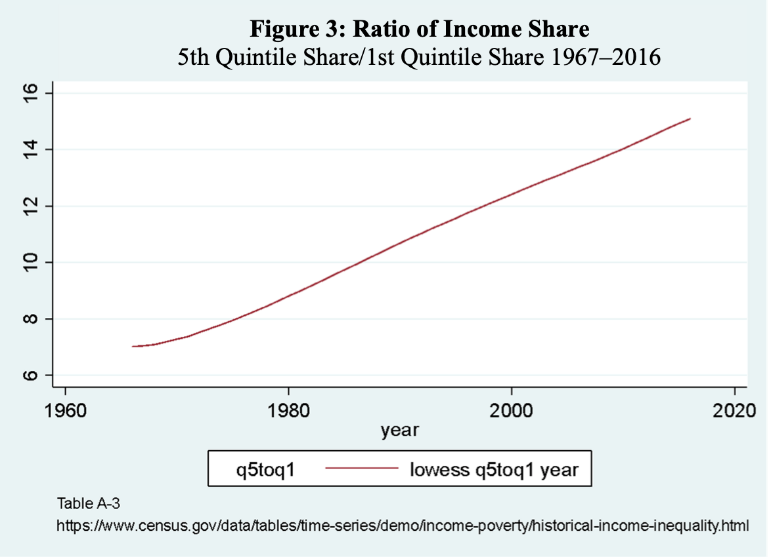 Figure 3: Ratio of Income Share
5th Quintile Share/1st Quintile Share 1967–2016
16
14
12
10
8
6
1960 1980 2000 2020
year
q5toq1 lowess q5toq1 year
Table A-3
https://www.census.gov/data/tables/time-series/demo/income-poverty/historical-income-inequality.html